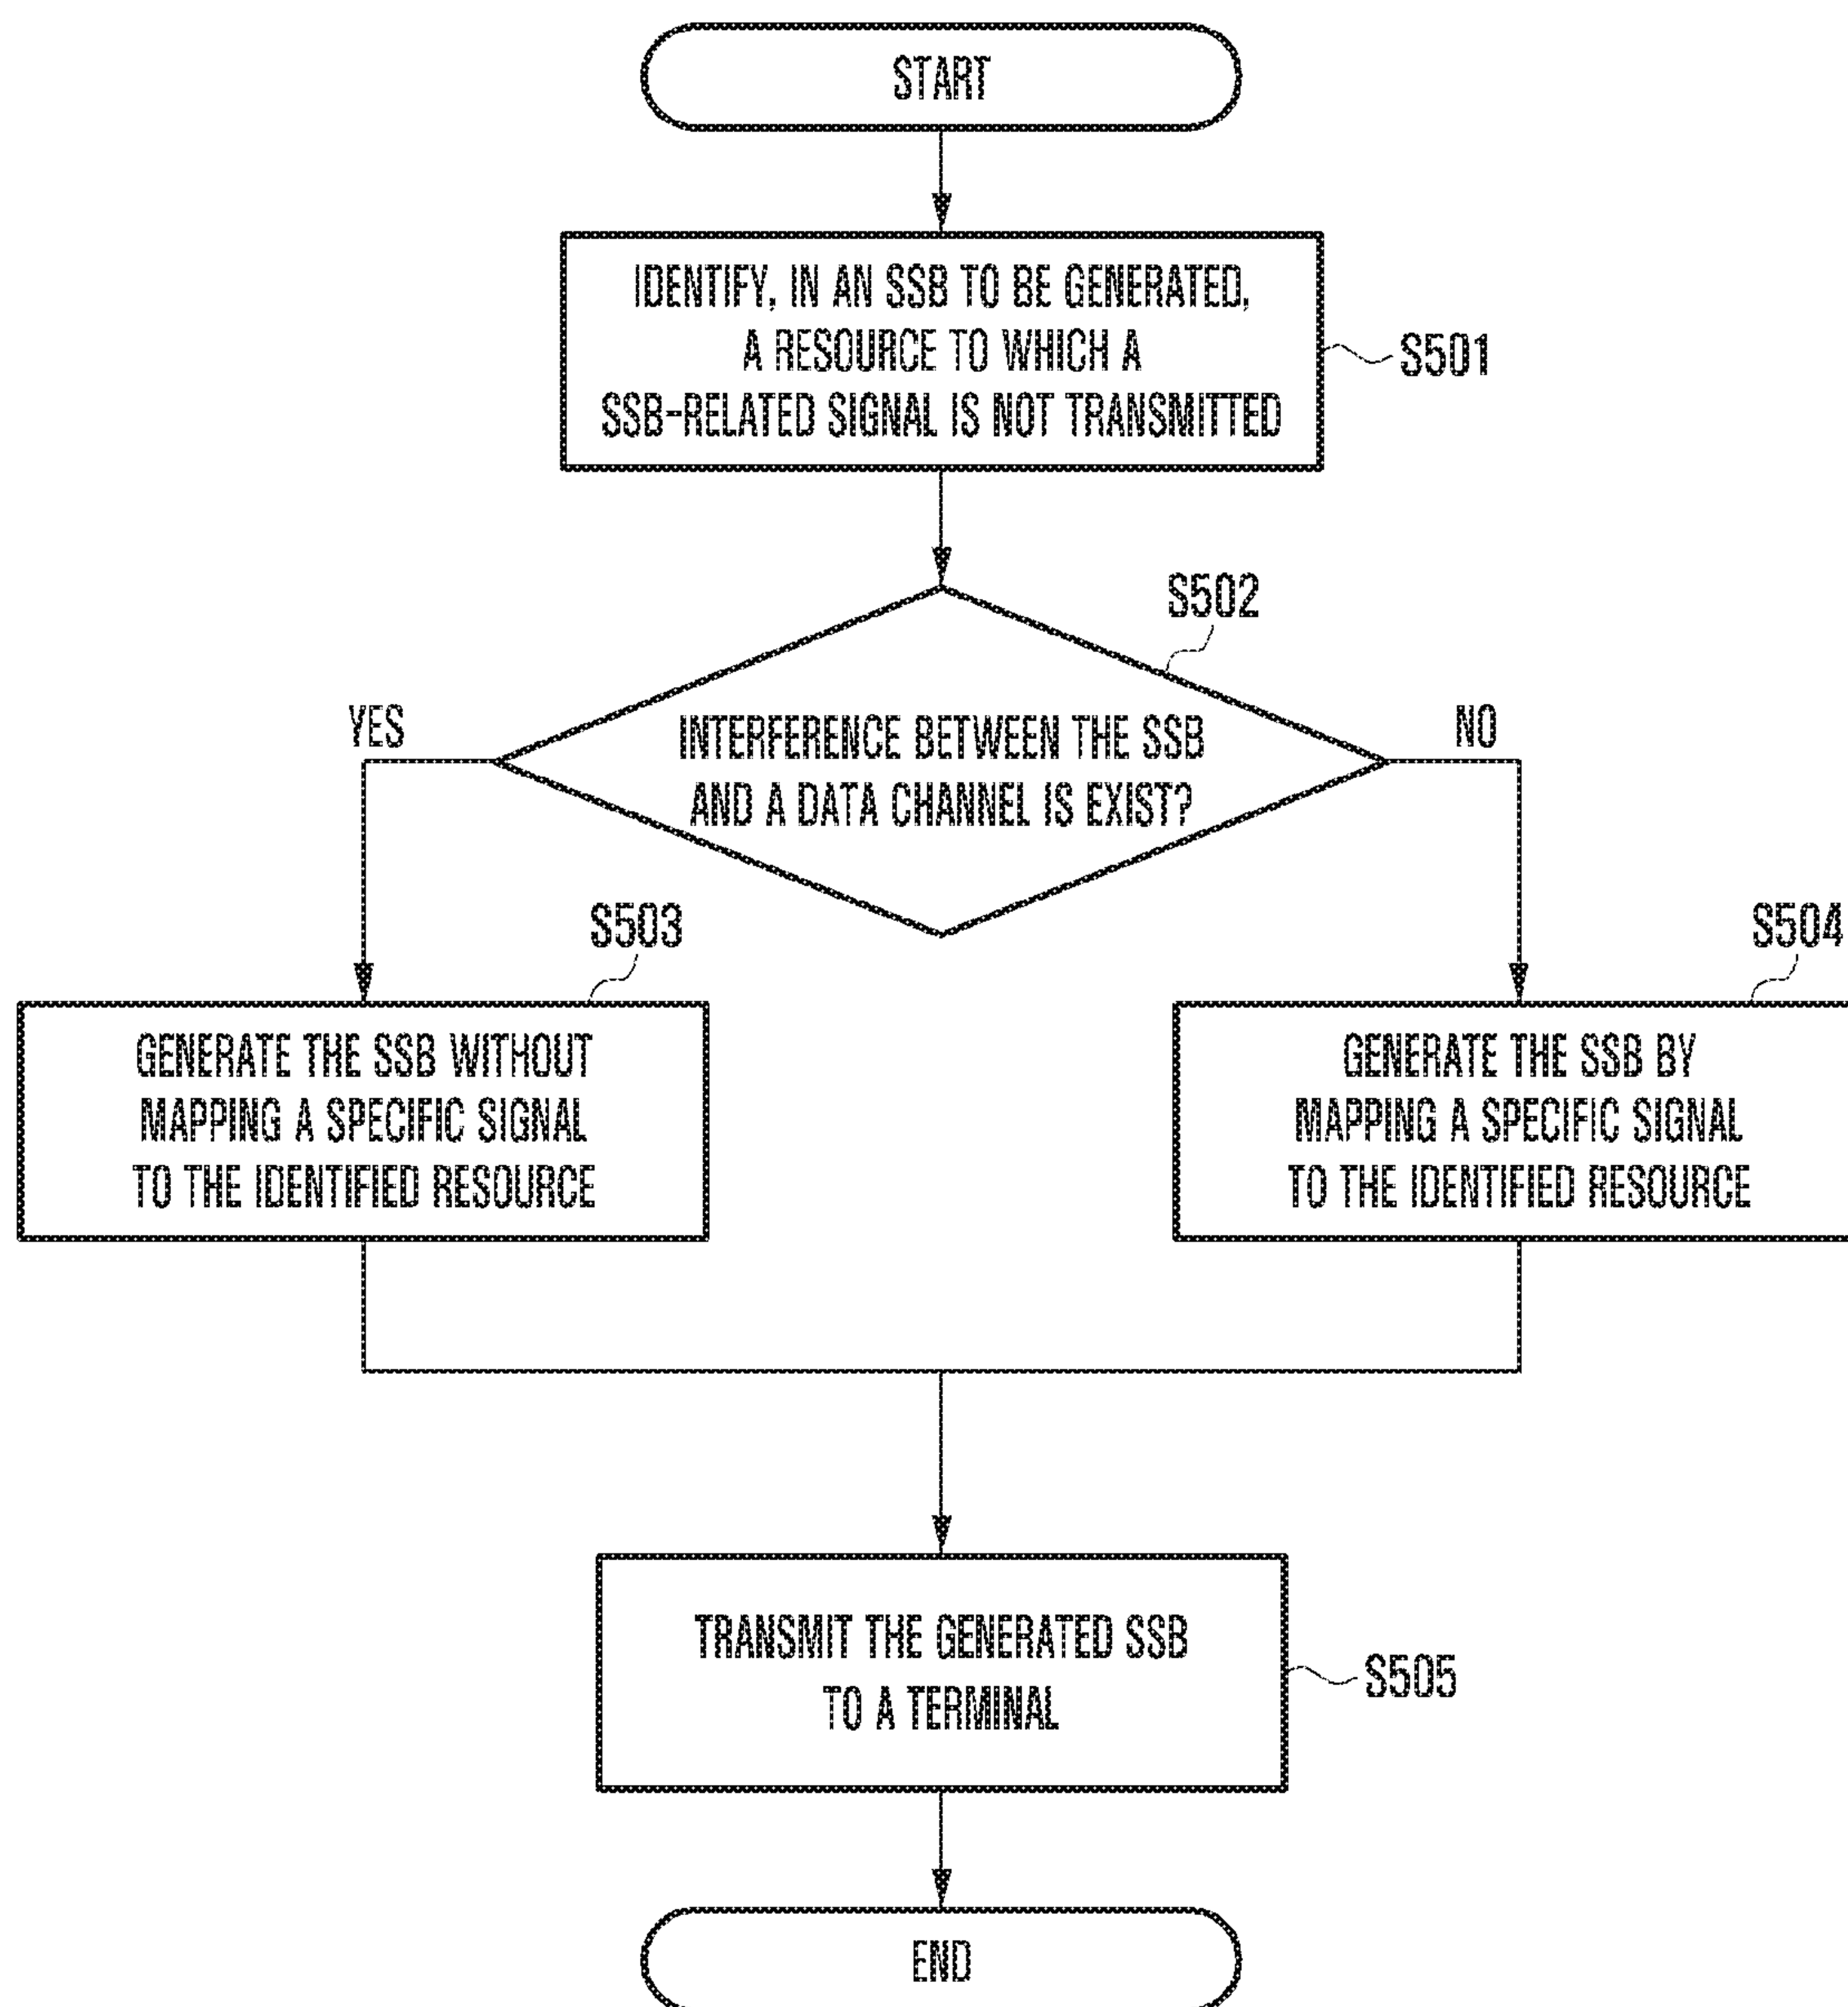 START
IDENTIFY, IN AN SSB TO BE GENERATED,
A RESOURCE TO WHICH A
SSB-RELATED SIGNAL IS NOT TRANSMITTED
S501
S502
YES
INTERFERENCE BETWEEN THE SSB
AND A DATA CHANNEL IS EXIST?
NO
S503
GENERATE THE SSB WITHOUT
MAPPING A SPECIFIC SIGNAL
TO THE IDENTIFIED RESOURCE
S504
GENERATE THE SSB BY
MAPPING A SPECIFIC SIGNAL
TO THE IDENTIFIED RESOURCE
TRANSMIT THE GENERATED SSB
TO A TERMINAL
S505
END